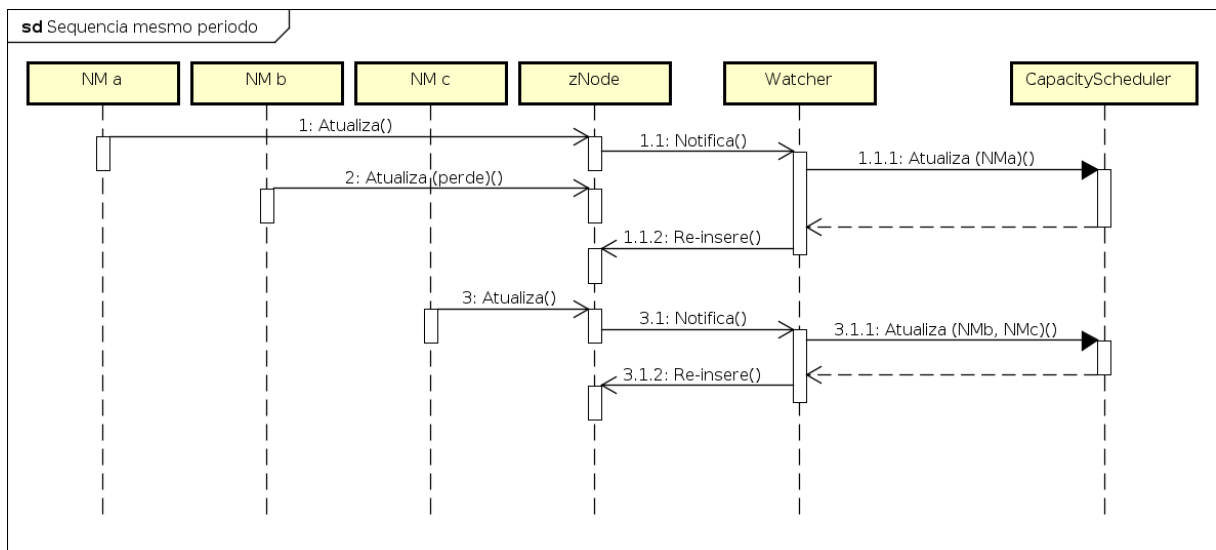 sd Sequencia mesmo periodo
NM a
NM b
NM c
zNode
Watcher
CapacityScheduler
1: Atualiza()
1.1: Notifica()
1.1.1: Atualiza (NMa)()
2: Atualiza (perde)()
1.1.2: Re-insere()
3: Atualiza()
3.1: Notifica()
3.1.1: Atualiza (NMb, NMc)()
3.1.2: Re-insere()